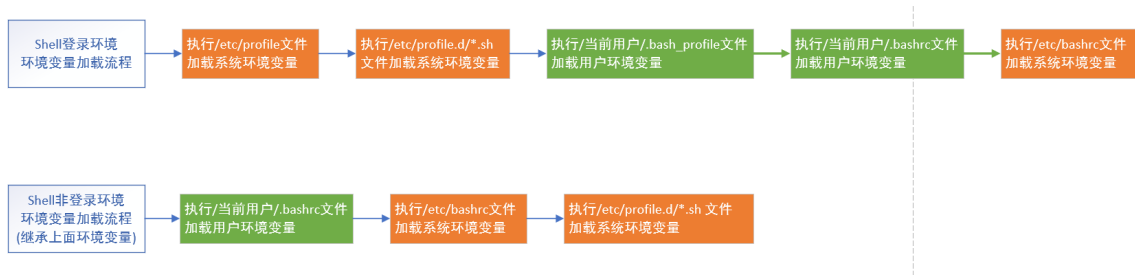 Shell登录环境
环境变量加载流程
执行/etc/profile文件
加载系统环境变量
执行/etc/profile.d/*.sh
文件加载系统环境变量
执行/当前用户/.bash_profile文件
加载用户环境变量
执行/当前用户/.bashrc文件
加载用户环境变量
执行/etc/bashrc文件
加载系统环境变量
Shell非登录环境
环境变量加载流程
(继承上面环境变量)
执行/当前用户/.bashrc文件
加载用户环境变量
执行/etc/bashrc文件
加载系统环境变量
执行/etc/profile.d/*.sh 文件
加载系统环境变量